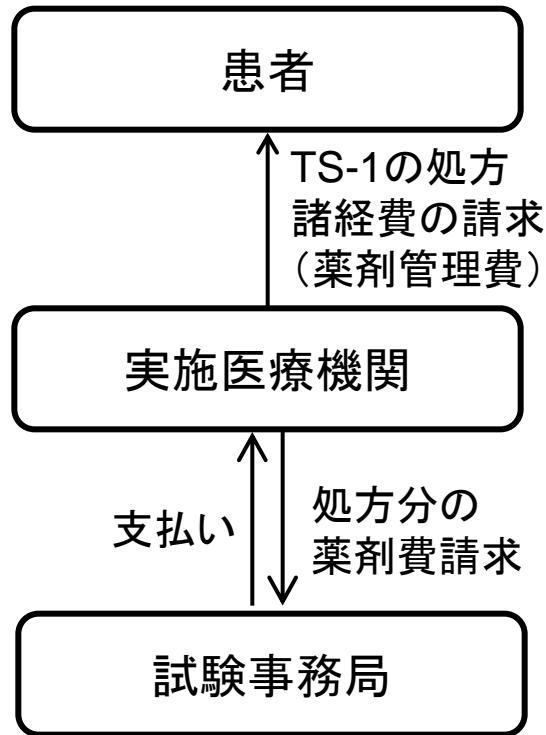 患者
TS-1の処方
諸経費の請求
（薬剤管理費）
実施医療機関
支払い
処方分の
薬剤費請求
試験事務局